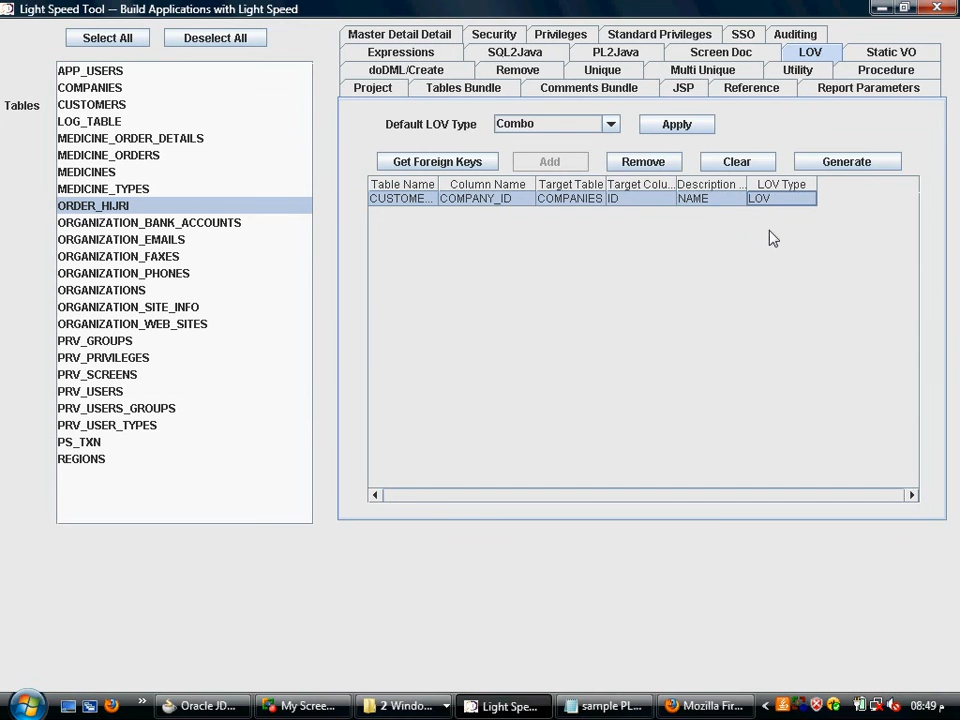 Light Speed Tool -- Build Applications with Light Speed
Select All
Deselect All
Tables
APP_USERS
COMPANIES
CUSTOMERS
LOG_TABLE
MEDICINE_ORDER_DETAILS
MEDICINE_ORDERS
MEDICINES
MEDICINE_TYPES
ORDER_HIJRI
ORGANIZATION_BANK_ACCOUNTS
ORGANIZATION_EMAILS
ORGANIZATION_FAXES
ORGANIZATION_PHONES
ORGANIZATIONS
ORGANIZATION_SITE_INFO
ORGANIZATION_WEB_SITES
PRV_GROUPS
PRV_PRIVILEGES
PRV_SCREENS
PRV_USERS
PRV_USERS_GROUPS
PRV_USER_TYPES
PS_TXN
REGIONS
Master Detail Detail Security Privileges Standard Privileges SSO Auditing
Expressions SQL2Java PL2Java Screen Doc LOV Static VO
doDML/Create Remove Unique Multi Unique Utility Procedure
Project Tables Bundle Comments Bundle JSP Reference Report Parameters
Default LOV Type Combo Apply
Get Foreign Keys Add Remove Clear Generate
Table Name Column Name Target Table Target Colu... Description ... LOV Type
CUSTOME... COMPANY_ID COMPANIES ID NAME LOV
Oracle JD... My Scree... 2 Windo... Light Spe... sample PL... Mozilla Fir... 08:49 م